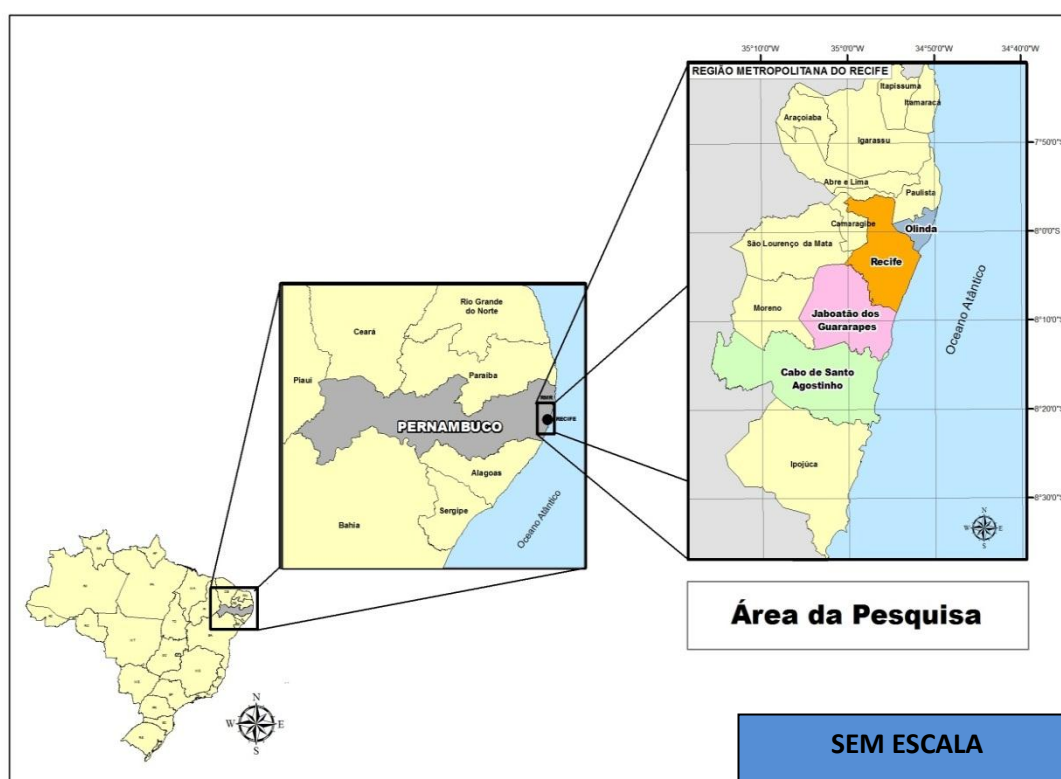 35°10'0"W 35°0'0"W 34°50'0"W 34°40'0"W
REGIÃO METROPOLITANA DO RECIFE
Itapissuma
Itamaracá
Araçoiaba
Igarassu
7°50'0"S
Abre e Lima
Paulista
Camaragibe
Olinda
8°0'0"S
São Lourenço da Mata
Recife
Moreno
Jaboatão dos
Guararapes
8°10'0"S
Oceano Atlântico
Cabo de Santo
Agostinho
8°20'0"S
Ipojúca
8°30'0"S
N
W E
S
Rio Grande
do Norte
Ceará
Piauí
Paraíba
RMR
RECIFE
PERNAMBUCO
Alagoas
Sergipe
Bahia
Oceano Atlântico
N
W E
S
Área da Pesquisa
SEM ESCALA